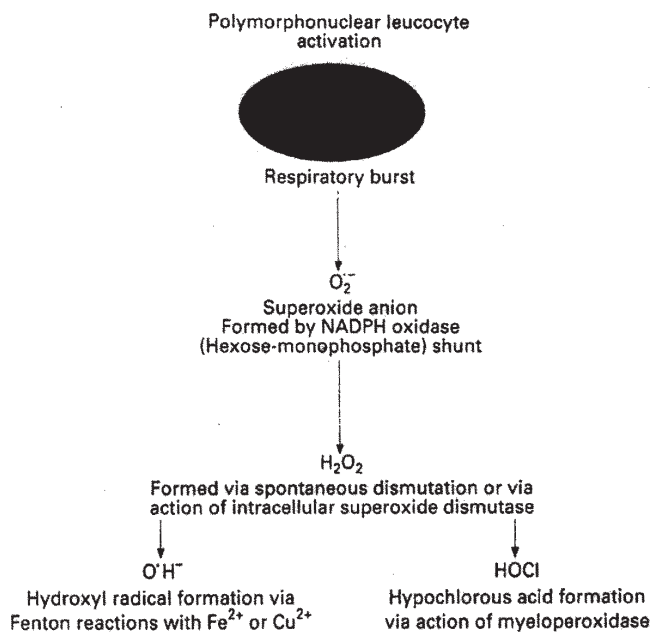 Polymorphonuclear leucocyte
activation
Respiratory burst
O₂˙⁻
Superoxide anion
Formed by NADPH oxidase
(Hexose-monophosphate) shunt
H₂O₂
Formed via spontaneous dismutation or via
action of intracellular superoxide dismutase
O˙H⁻
Hydroxyl radical formation via
Fenton reactions with Fe²⁺ or Cu²⁺
HOCl
Hypochlorous acid formation
via action of myeloperoxidase